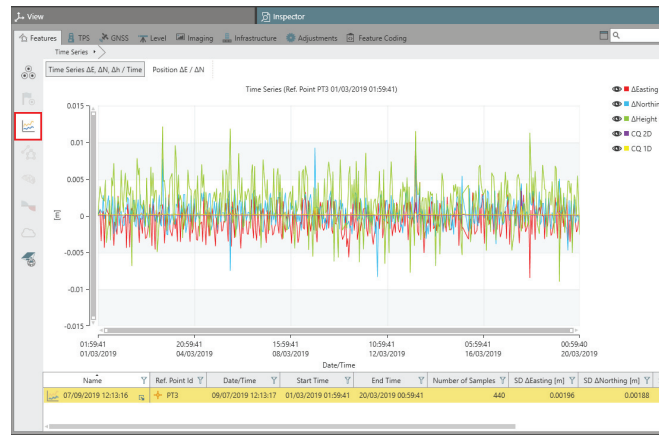 View Inspector
Features TPS GNSS Level Imaging Infrastructure Adjustments Feature Coding
Time Series
Time Series ΔE, ΔN, Δh / Time Position ΔE / ΔN
Time Series (Ref. Point PT3 01/03/2019 01:59:41)
ΔEasting
ΔNorthin
ΔHeight
CQ 2D
CQ 1D
0.015
0.01
0.005
[m]
0
-0.005
-0.01
-0.015
01:59:41 20:59:41 15:59:41 10:59:41 05:59:41 00:59:40
01/03/2019 04/03/2019 08/03/2019 12/03/2019 16/03/2019 20/03/2019
Date/Time
Name Ref. Point Id Date/Time Start Time End Time Number of Samples SD ΔEasting [m] SD ΔNorthing [m]
07/09/2019 12:13:16 PT3 09/07/2019 12:13:17 01/03/2019 01:59:41 20/03/2019 00:59:41 440 0.00196 0.00188